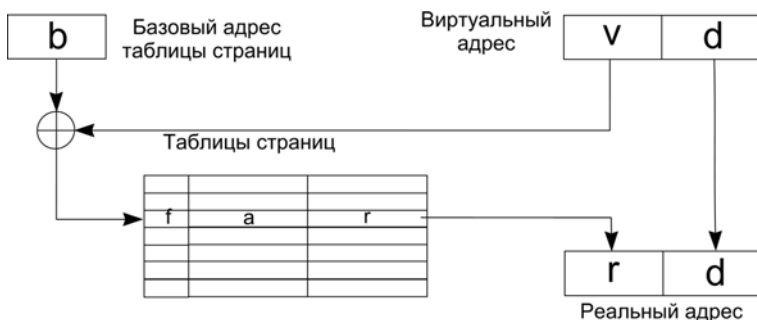 b
Базовый адрес
таблицы страниц
Виртуальный
адрес
v d
Таблицы страниц
f a r
r d
Реальный адрес